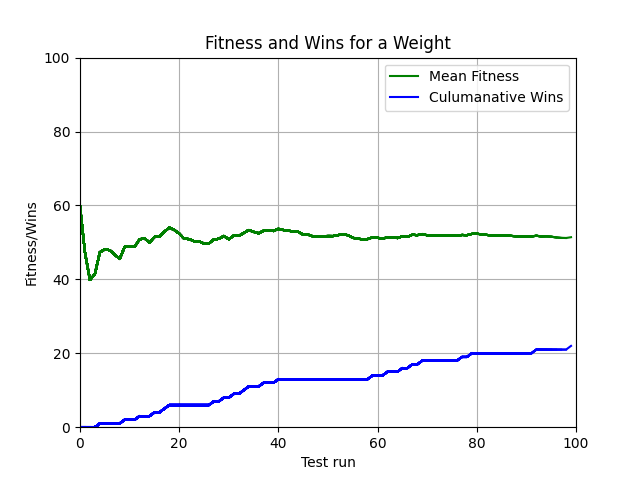 Fitness and Wins for a Weight
100
80
60
40
20
0
Fitness/Wins
Mean Fitness
Culumanative Wins
0 20 40 60 80 100
Test run